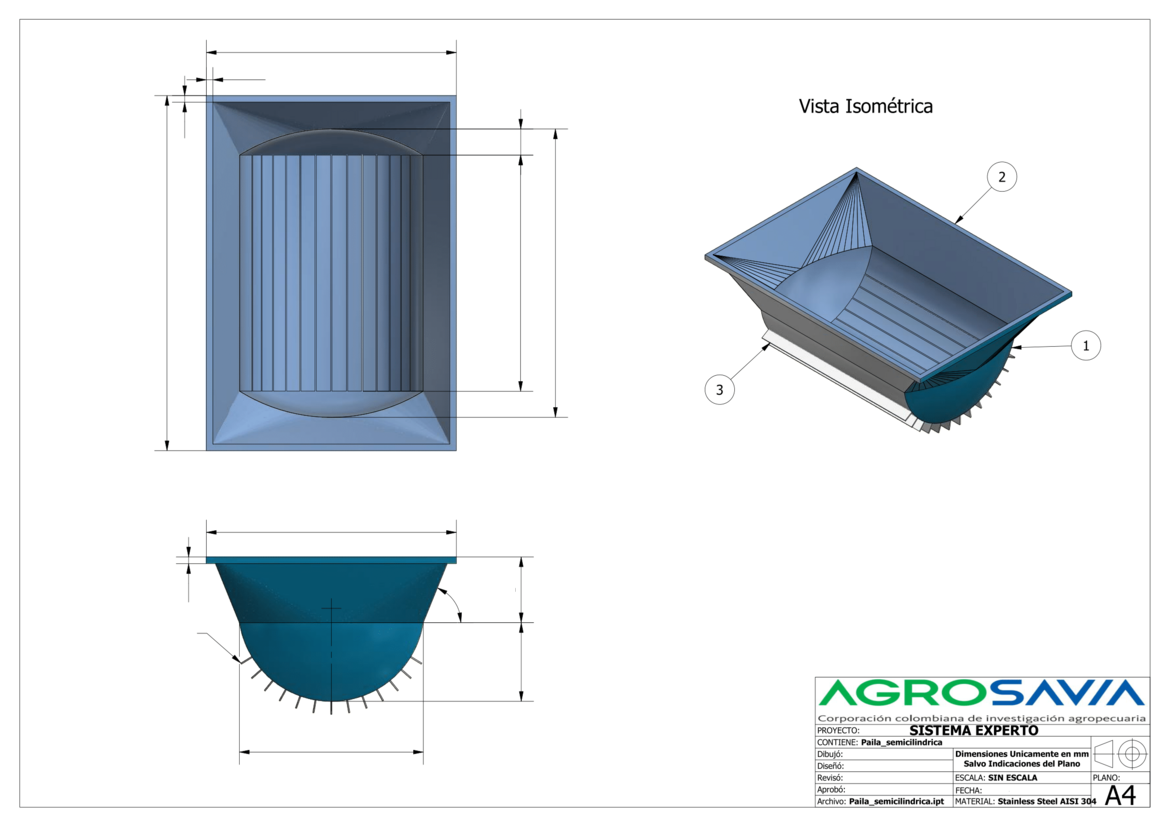 Vista Isométrica
2
1
3
AGROSAVIA
Corporación colombiana de investigación agropecuaria
PROYECTO: SISTEMA EXPERTO
CONTIENE: Paila_semicilindrica
Dibujó:
Diseñó:
Revisó:
Aprobó:
Archivo: Paila_semicilindrica.ipt
Dimensiones Unicamente en mm
Salvo Indicaciones del Plano
ESCALA: SIN ESCALA
FECHA:
MATERIAL: Stainless Steel AISI 304
PLANO:
A4